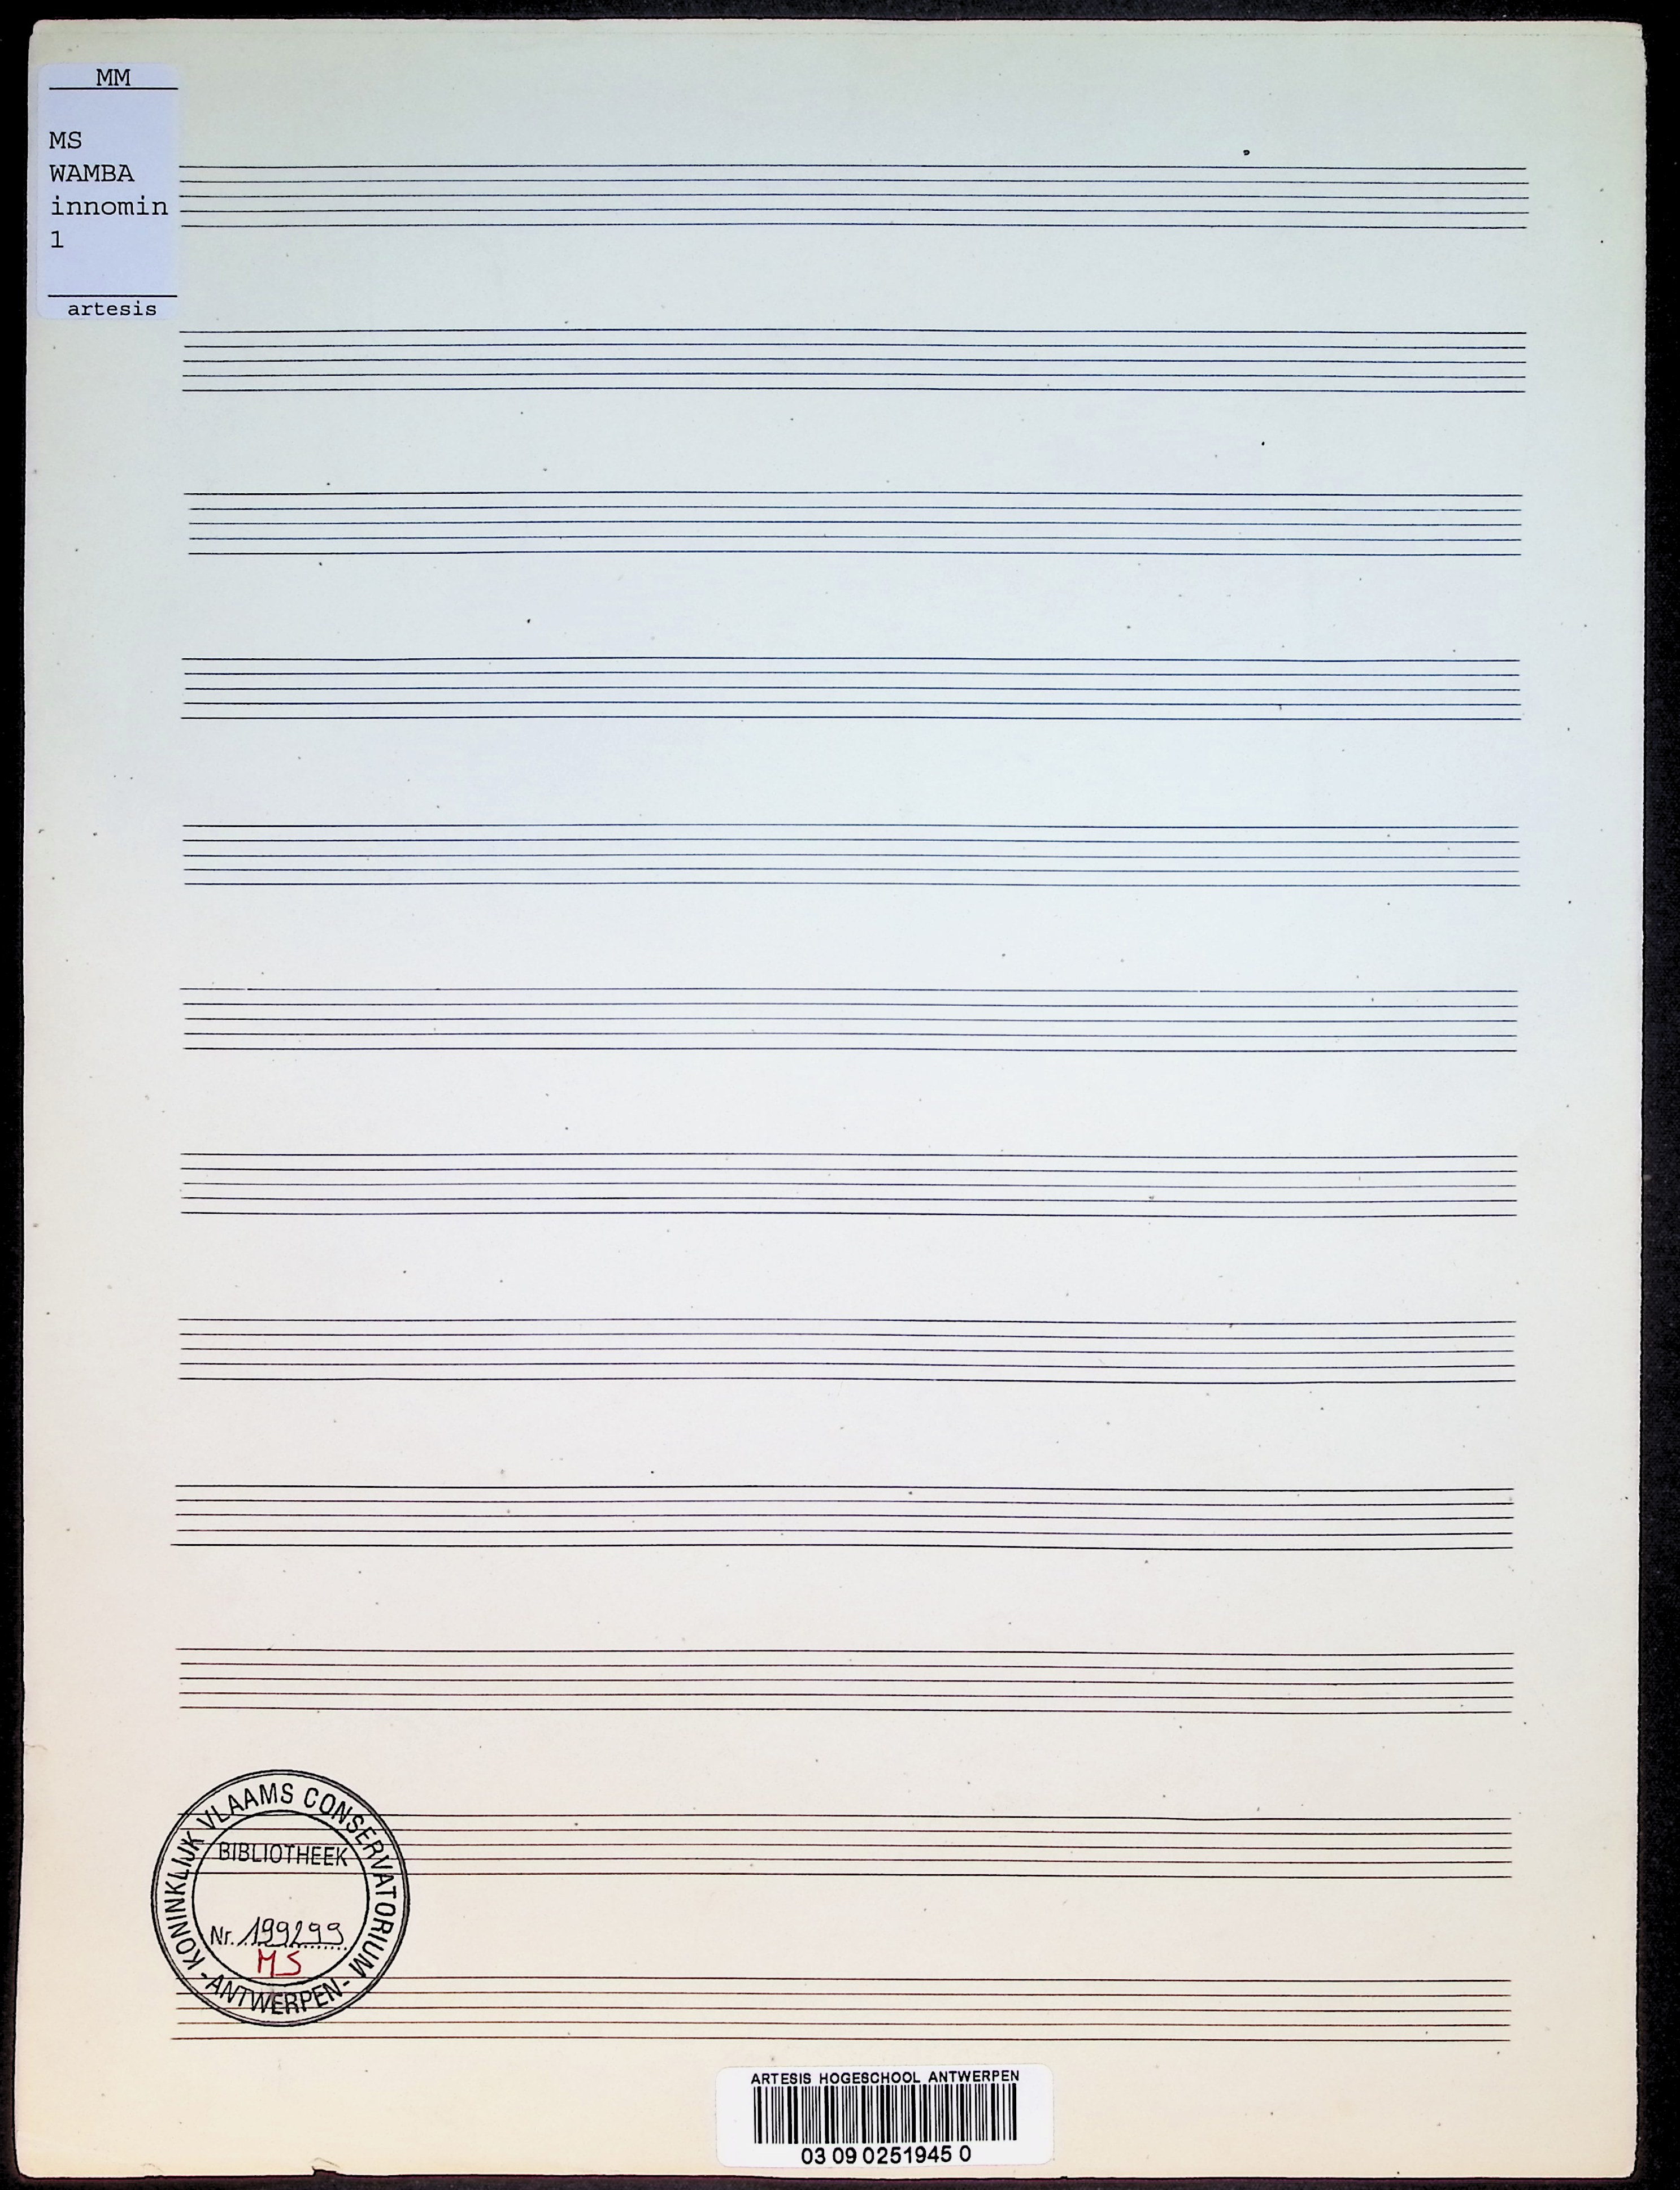 MM
MS
WAMBA
innomin
1
artesis
KONINKLIJK VLAAMS CONSERVATORIUM
BIBLIOTHEEK
Nr. 199299
MS
-ANTWERPEN-
ARTESIS HOGESCHOOL ANTWERPEN
03 09 0251945 0